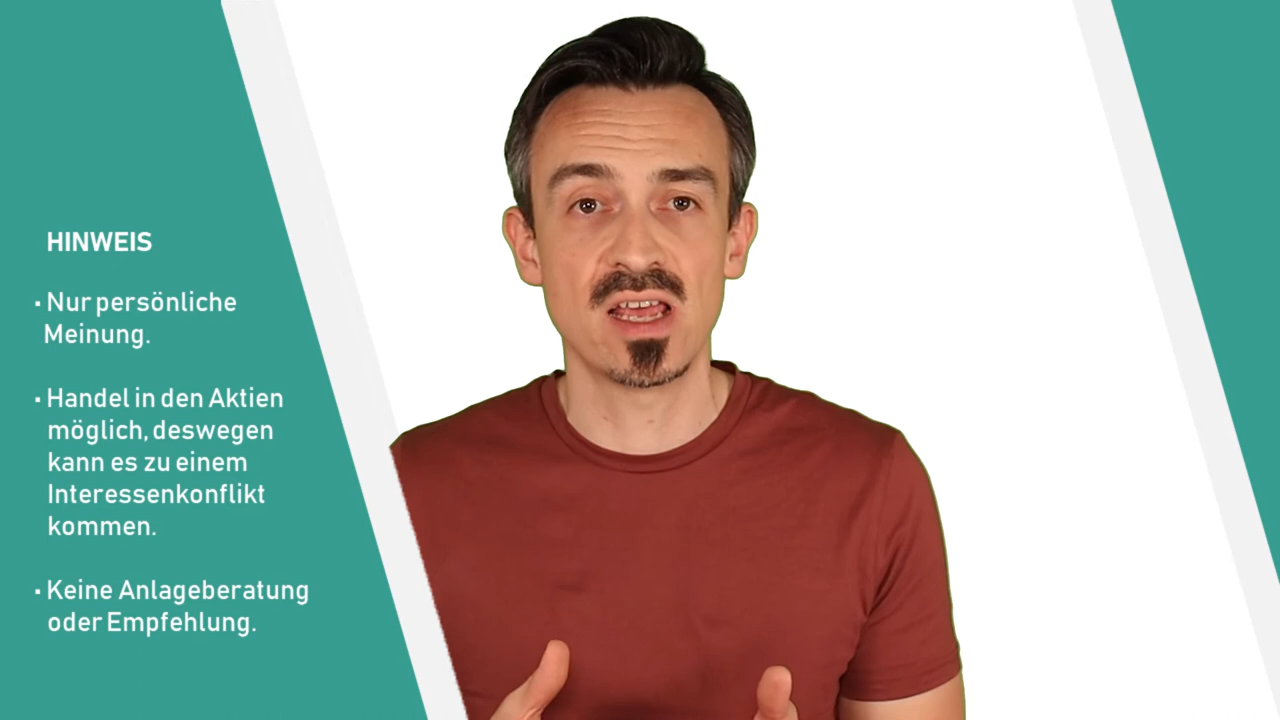 HINWEIS
· Nur persönliche
Meinung.
· Handel in den Aktien
möglich, deswegen
kann es zu einem
Interessenkonflikt
kommen.
· Keine Anlageberatung
oder Empfehlung.